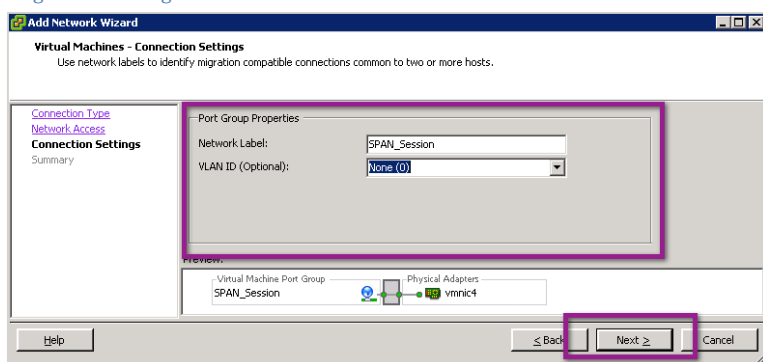 Add Network Wizard
Virtual Machines - Connection Settings
Use network labels to identify migration compatible connections common to two or more hosts.
Connection Type
Network Access
Connection Settings
Summary
Port Group Properties
Network Label:
SPAN_Session
VLAN ID (Optional):
None (0)
Preview:
Virtual Machine Port Group
Physical Adapters
SPAN_Session
vmnic4
Help
< Back
Next >
Cancel